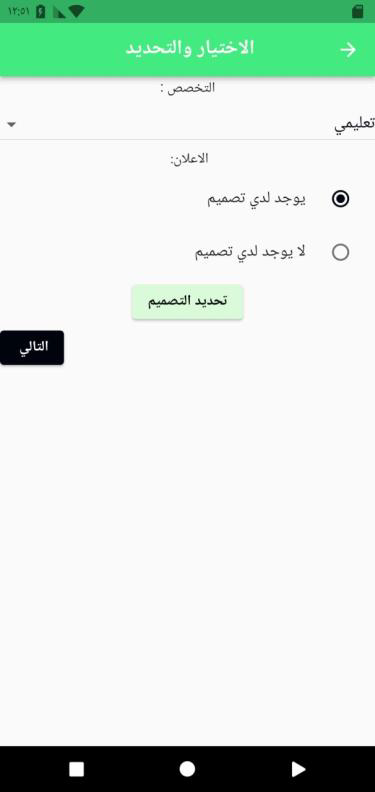 ١٢:٥١
الاختيار والتحديد
التخصص :
تعليمي
الاعلان:
يوجد لدي تصميم
لا يوجد لدي تصميم
تحديد التصميم
التالي